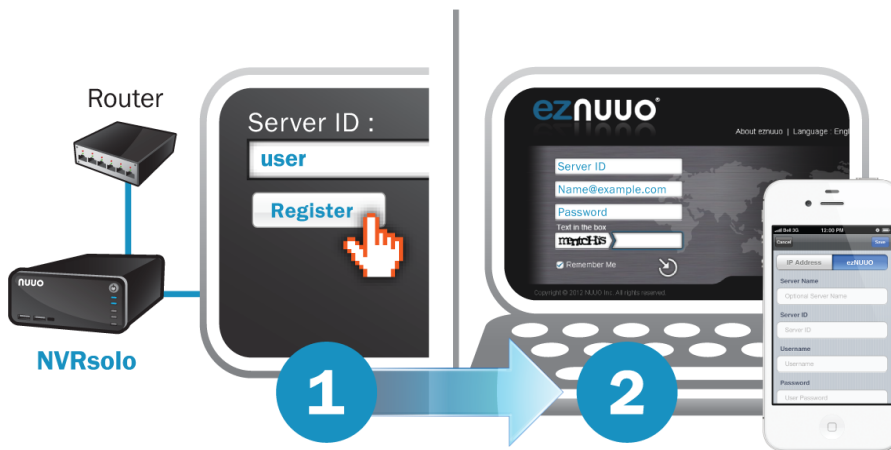 Router
nuuo
NVRsolo
Server ID :
user
Register
1
eznuuo
About eznuuo | Language : Engl
Server ID
Name@example.com
Password
Text in the box
Remember Me
Copyright © 2012 NUUO Inc. All rights reserved.
2
Bell 3G 12:00 PM
Cancel Save
IP Address ezNUUO
Server Name
Optional Server Name
Server ID
Server ID
Username
Username
Password
User Password